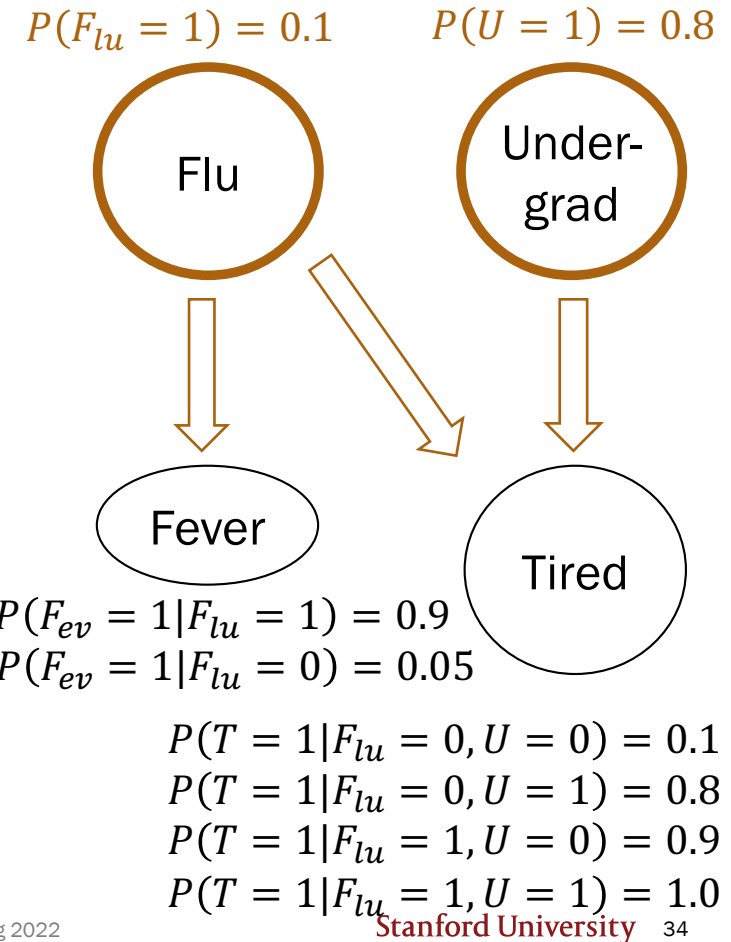 P(F_{lu} = 1) = 0.1
P(U = 1) = 0.8
Flu
Under-
grad
Fever
Tired
P(F_{ev} = 1|F_{lu} = 1) = 0.9
P(F_{ev} = 1|F_{lu} = 0) = 0.05
P(T = 1|F_{lu} = 0, U = 0) = 0.1
P(T = 1|F_{lu} = 0, U = 1) = 0.8
P(T = 1|F_{lu} = 1, U = 0) = 0.9
P(T = 1|F_{lu} = 1, U = 1) = 1.0
2022
Stanford University 34